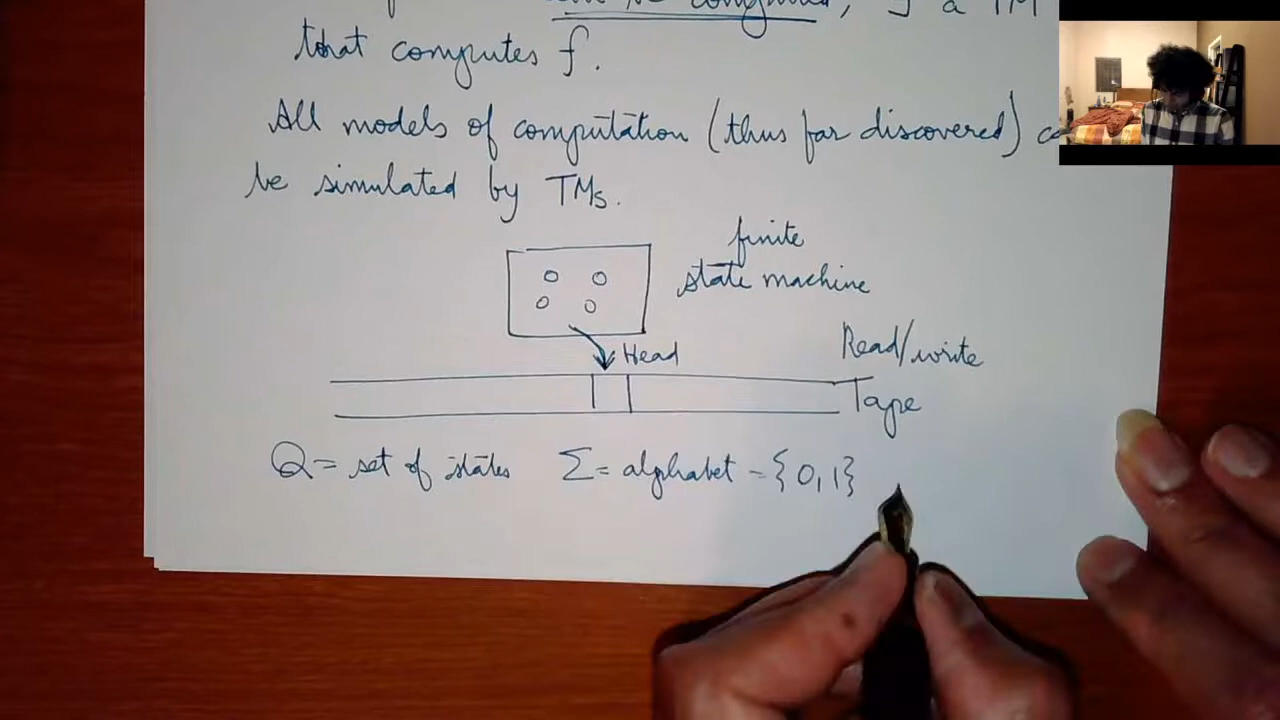 ∃ a TM
that computes f.
All models of computation (thus far discovered)
be simulated by TMs.
finite
state machine
Head
Read/write
Tape
Q = set of states Σ = alphabet = {0,1}